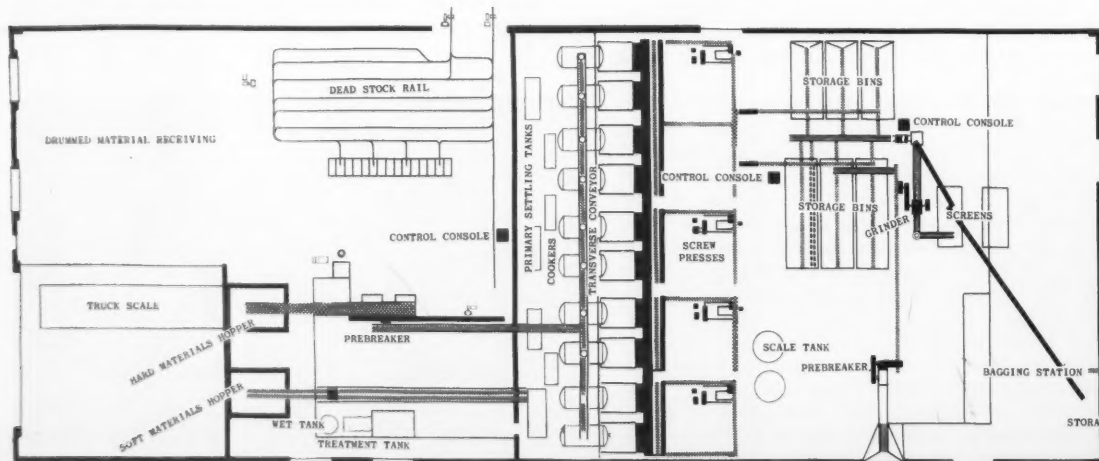 DEAD STOCK RAIL
DRUMMED MATERIAL RECEIVING
CONTROL CONSOLE
TRUCK SCALE
HARD MATERIALS HOPPER
SOFT MATERIALS HOPPER
PREBREAKER
WET TANK
TREATMENT TANK
PRIMARY SETTLING TANKS
COOKERS
TRANSVERSE CONVEYOR
SCREW
PRESSES
CONTROL CONSOLE
STORAGE BINS
CONTROL CONSOLE
STORAGE BINS
GRINDER
SCREENS
SCALE TANK
PREBREAKER
BAGGING STATION
STORA